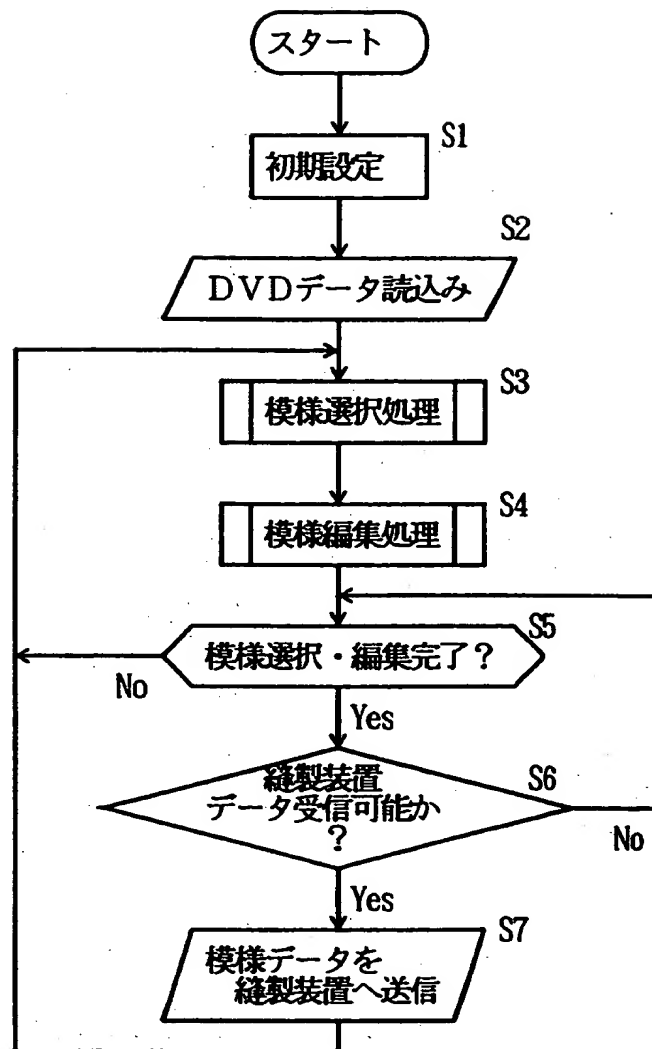 スタート
S1
初期設定
S2
DVDデータ読込み
S3
模様選択処理
S4
模様編集処理
S5
模様選択・編集完了?
No
Yes
縫製装置
S6
データ受信可能か
?
No
Yes
S7
模様データを
縫製装置へ送信